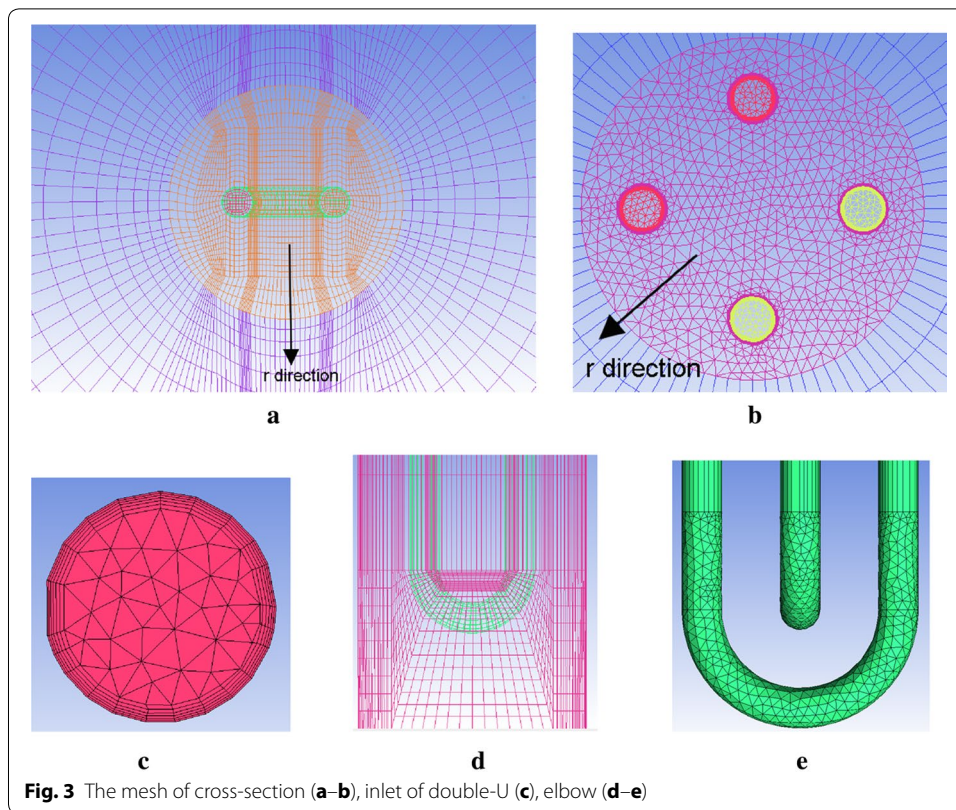 r direction
r direction
a
b
c
d
e
Fig. 3 The mesh of cross-section (a–b), inlet of double-U (c), elbow (d–e)